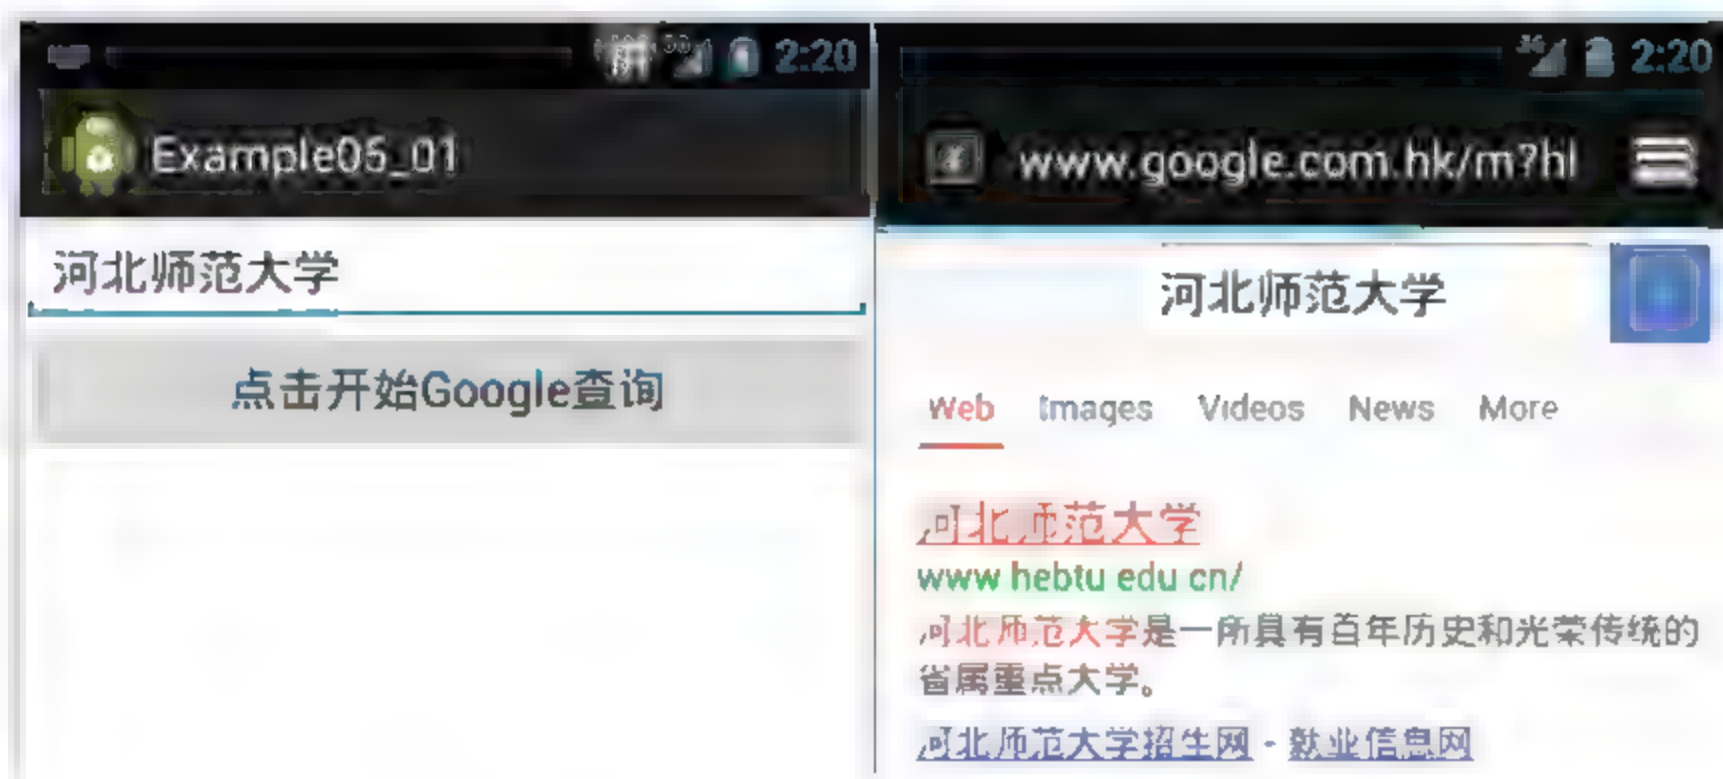 2:20
Example05_01
河北师范大学
点击开始Google查询
2:20
www.google.com.hk/m?hl
河北师范大学
Web Images Videos News More
河北师范大学
www hebtu edu cn/
河北师范大学是一所具有百年历史和光荣传统的
省属重点大学。
河北师范大学招生网 - 就业信息网